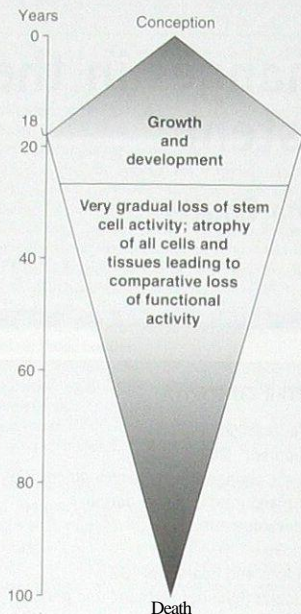 Years
Conception
0
18
20
Growth
and
development
Very gradual loss of stem
cell activity; atrophy
of all cells and
tissues leading to
comparative loss
of functional
activity
40
60
80
100
Death